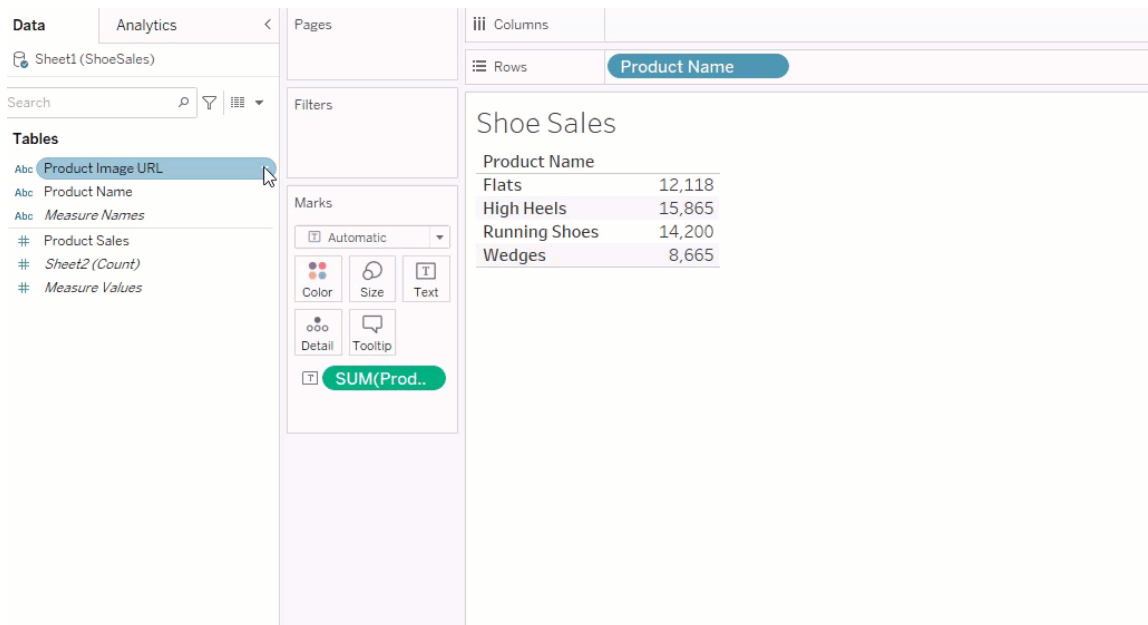 Data Analytics
Sheet1 (ShoeSales)
Search
Tables
Abc Product Image URL
Abc Product Name
Abc Measure Names
# Product Sales
# Sheet2 (Count)
# Measure Values
Pages
Filters
Marks
T Automatic
Color Size Text
Detail Tooltip
T SUM(Prod..
Columns
Rows Product Name
Shoe Sales
Product Name
Flats 12,118
High Heels 15,865
Running Shoes 14,200
Wedges 8,665